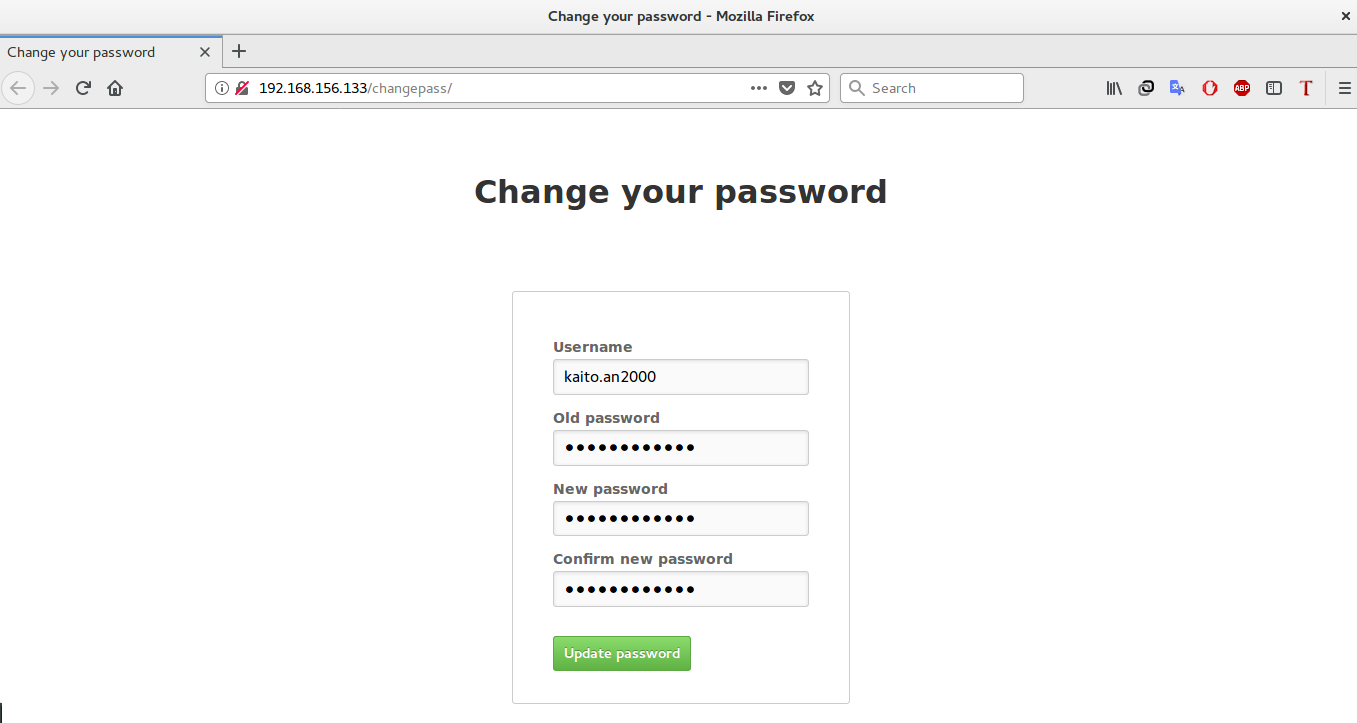 Change your password - Mozilla Firefox
Change your password
192.168.156.133/changepass/
Search
ABP
T
Change your password
Username
kaito.an2000
Old password
●●●●●●●●●●●●
New password
●●●●●●●●●●●●
Confirm new password
●●●●●●●●●●●●
Update password